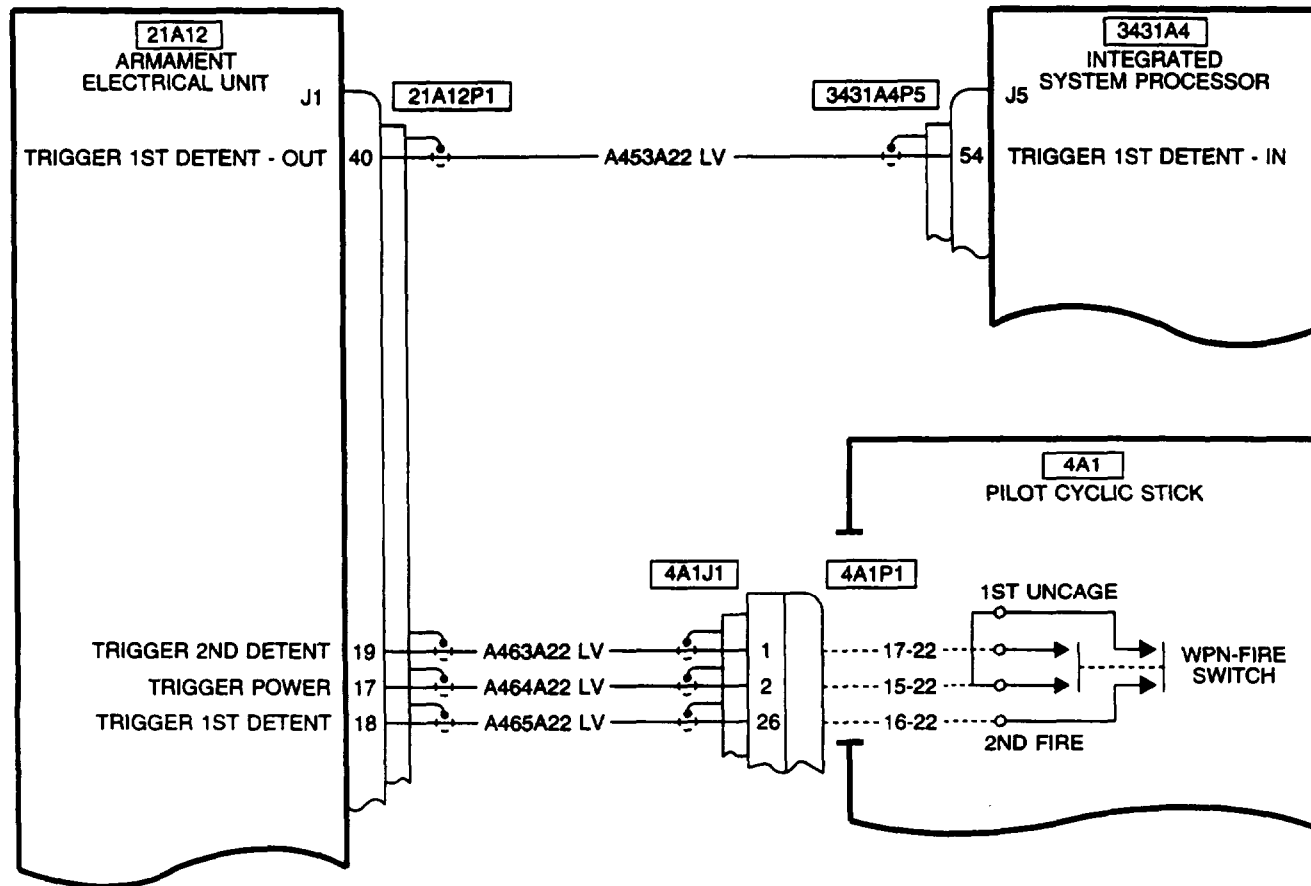 21A12
ARMAMENT
ELECTRICAL UNIT
J1
21A12P1
3431A4P5
3431A4
INTEGRATED
SYSTEM PROCESSOR
J5
TRIGGER 1ST DETENT - OUT
40
A453A22 LV
54
TRIGGER 1ST DETENT - IN
4A1
PILOT CYCLIC STICK
4A1J1
4A1P1
1ST UNCAGE
TRIGGER 2ND DETENT
19
A463A22 LV
1
17-22
WPN-FIRE
SWITCH
TRIGGER POWER
17
A464A22 LV
2
15-22
TRIGGER 1ST DETENT
18
A465A22 LV
26
16-22
2ND FIRE